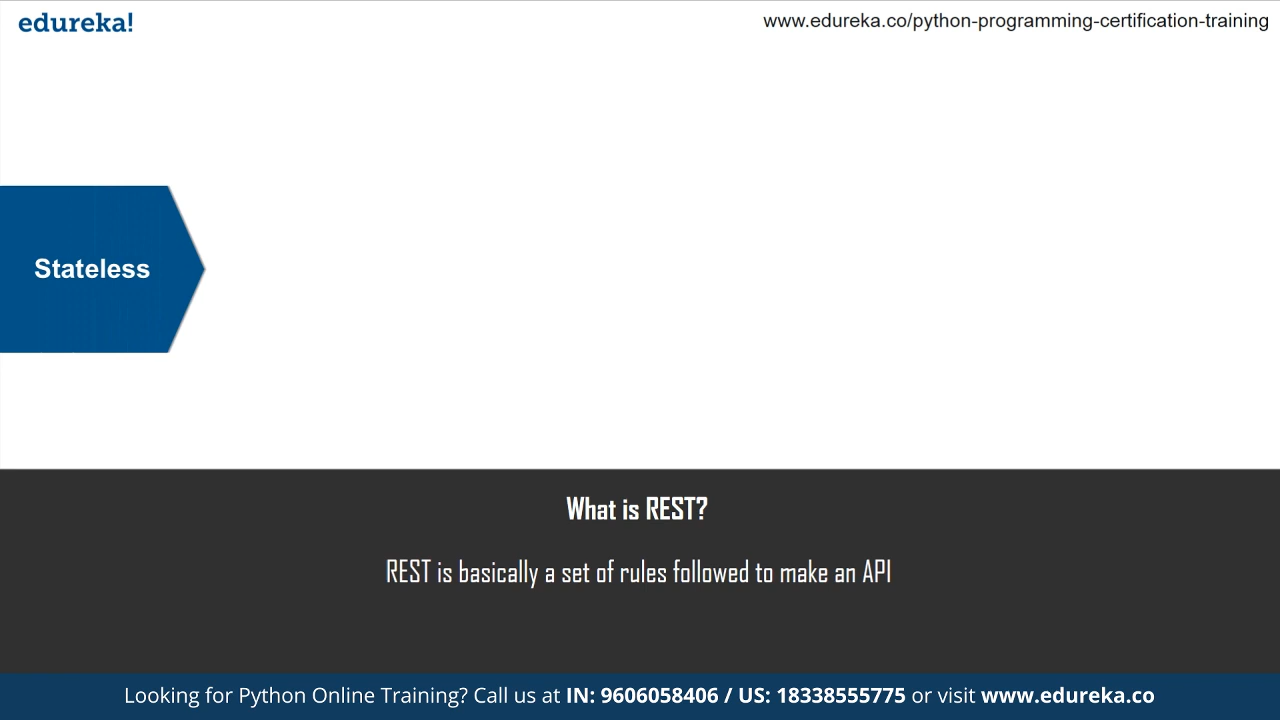 edureka!
www.edureka.co/python-programming-certification-training
Stateless
What is REST?
REST is basically a set of rules followed to make an API
Looking for Python Online Training? Call us at IN: 9606058406 / US: 18338555775 or visit www.edureka.co